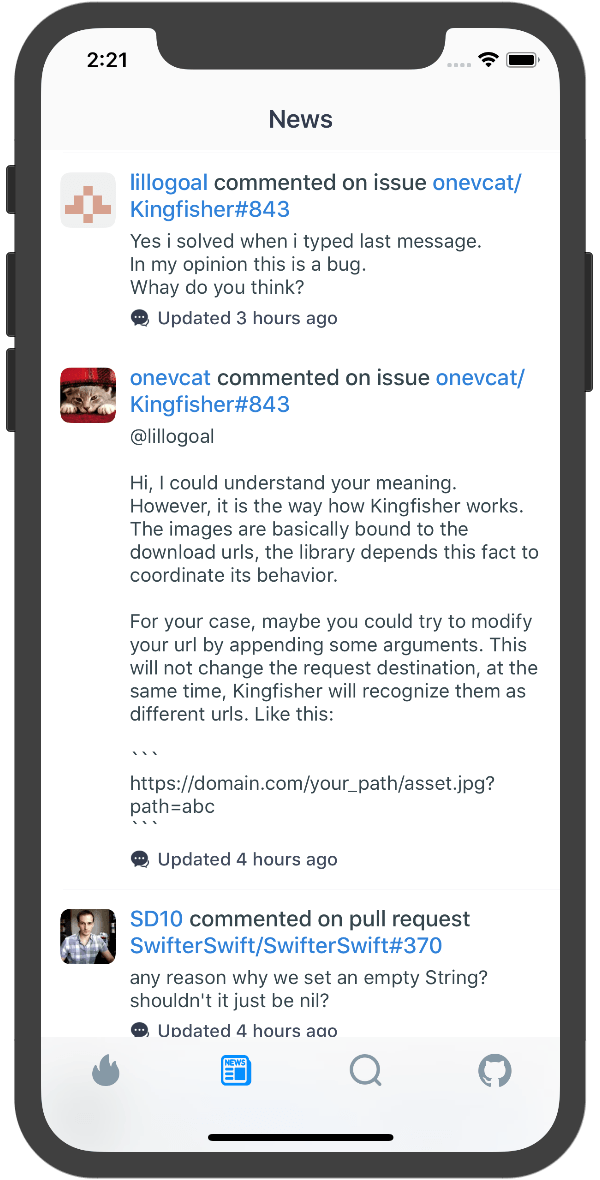 2:21
News
lillogoal commented on issue onevcat/
Kingfisher#843
Yes i solved when i typed last message.
In my opinion this is a bug.
Whay do you think?
Updated 3 hours ago
onevcat commented on issue onevcat/
Kingfisher#843
@lillogoal
Hi, I could understand your meaning.
However, it is the way how Kingfisher works.
The images are basically bound to the
download urls, the library depends this fact to
coordinate its behavior.
For your case, maybe you could try to modify
your url by appending some arguments. This
will not change the request destination, at the
same time, Kingfisher will recognize them as
different urls. Like this:
```
https://domain.com/your_path/asset.jpg?
path=abc
```
Updated 4 hours ago
SD10 commented on pull request
SwifterSwift/SwifterSwift#370
any reason why we set an empty String?
shouldn't it just be nil?
Updated 4 hours ago
NEWS